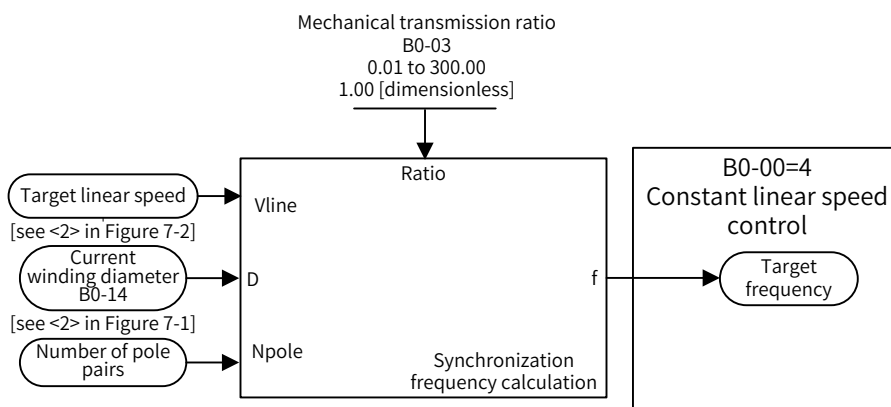 Mechanical transmission ratio
B0-03
0.01 to 300.00
1.00 [dimensionless]
Ratio
B0-00=4
Constant linear speed
control
Target linear speed
Vline
[see <2> in Figure 7-2]
Current
winding diameter
B0-14
D
f
Target
frequency
[see <2> in Figure 7-1]
Number of pole
pairs
Npole
Synchronization
frequency calculation